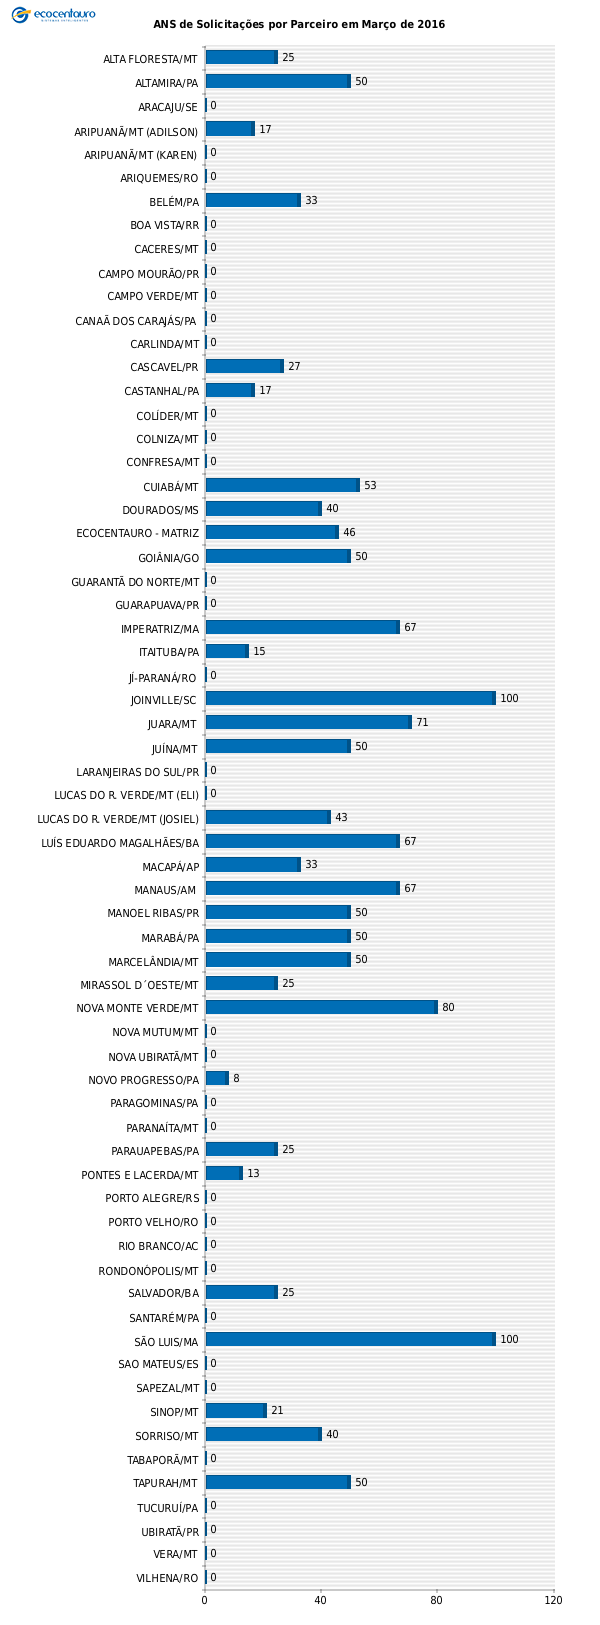 ecocentauro
ANS de Solicitações por Parceiro em Março de 2016
ALTA FLORESTA/MT 25
ALTAMIRA/PA 50
ARACAJU/SE 0
ARIPUANÃ/MT (ADILSON) 17
ARIPUANÃ/MT (KAREN) 0
ARIQUEMES/RO 0
BELÉM/PA 33
BOA VISTA/RR 0
CACERES/MT 0
CAMPO MOURÃO/PR 0
CAMPO VERDE/MT 0
CANAÃ DOS CARAJÁS/PA 0
CARLINDA/MT 0
CASCAVEL/PR 27
CASTANHAL/PA 17
COLÍDER/MT 0
COLNIZA/MT 0
CONFRESA/MT 0
CUIABÁ/MT 53
DOURADOS/MS 40
ECOCENTAURO - MATRIZ 46
GOIÂNIA/GO 50
GUARANTÃ DO NORTE/MT 0
GUARAPUAVA/PR 0
IMPERATRIZ/MA 67
ITAITUBA/PA 15
JÍ-PARANÁ/RO 0
JOINVILLE/SC 100
JUARA/MT 71
JUÍNA/MT 50
LARANJEIRAS DO SUL/PR 0
LUCAS DO R. VERDE/MT (ELI) 0
LUCAS DO R. VERDE/MT (JOSIEL) 43
LUÍS EDUARDO MAGALHÃES/BA 67
MACAPÁ/AP 33
MANAUS/AM 67
MANOEL RIBAS/PR 50
MARABÁ/PA 50
MARCELÂNDIA/MT 50
MIRASSOL D´OESTE/MT 25
NOVA MONTE VERDE/MT 80
NOVA MUTUM/MT 0
NOVA UBIRATÃ/MT 0
NOVO PROGRESSO/PA 8
PARAGOMINAS/PA 0
PARANAÍTA/MT 0
PARAUAPEBAS/PA 25
PONTES E LACERDA/MT 13
PORTO ALEGRE/RS 0
PORTO VELHO/RO 0
RIO BRANCO/AC 0
RONDONÓPOLIS/MT 0
SALVADOR/BA 25
SANTARÉM/PA 0
SÃO LUIS/MA 100
SAO MATEUS/ES 0
SAPEZAL/MT 0
SINOP/MT 21
SORRISO/MT 40
TABAPORÃ/MT 0
TAPURAH/MT 50
TUCURUÍ/PA 0
UBIRATÃ/PR 0
VERA/MT 0
VILHENA/RO 0
0 40 80 120